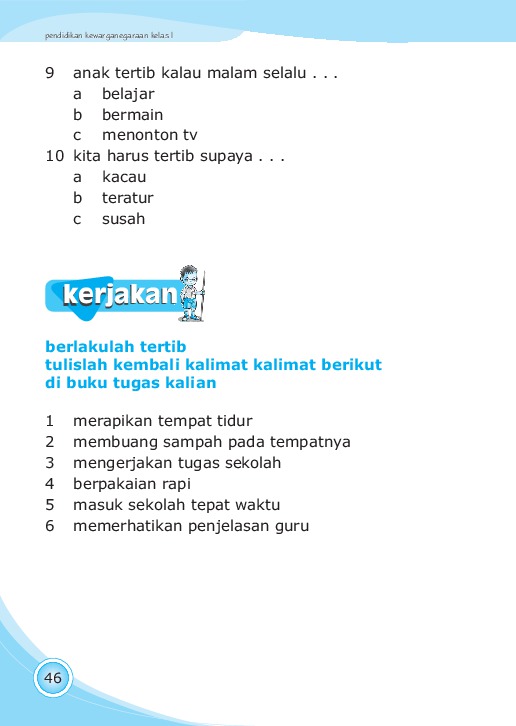 pendidikan kewarganegaraan kelas I
9 anak tertib kalau malam selalu . . .
a belajar
b bermain
c menonton tv
10 kita harus tertib supaya . . .
a kacau
b teratur
c susah
kerjakan
berlakulah tertib
tulislah kembali kalimat kalimat berikut
di buku tugas kalian
1 merapikan tempat tidur
2 membuang sampah pada tempatnya
3 mengerjakan tugas sekolah
4 berpakaian rapi
5 masuk sekolah tepat waktu
6 memerhatikan penjelasan guru
46